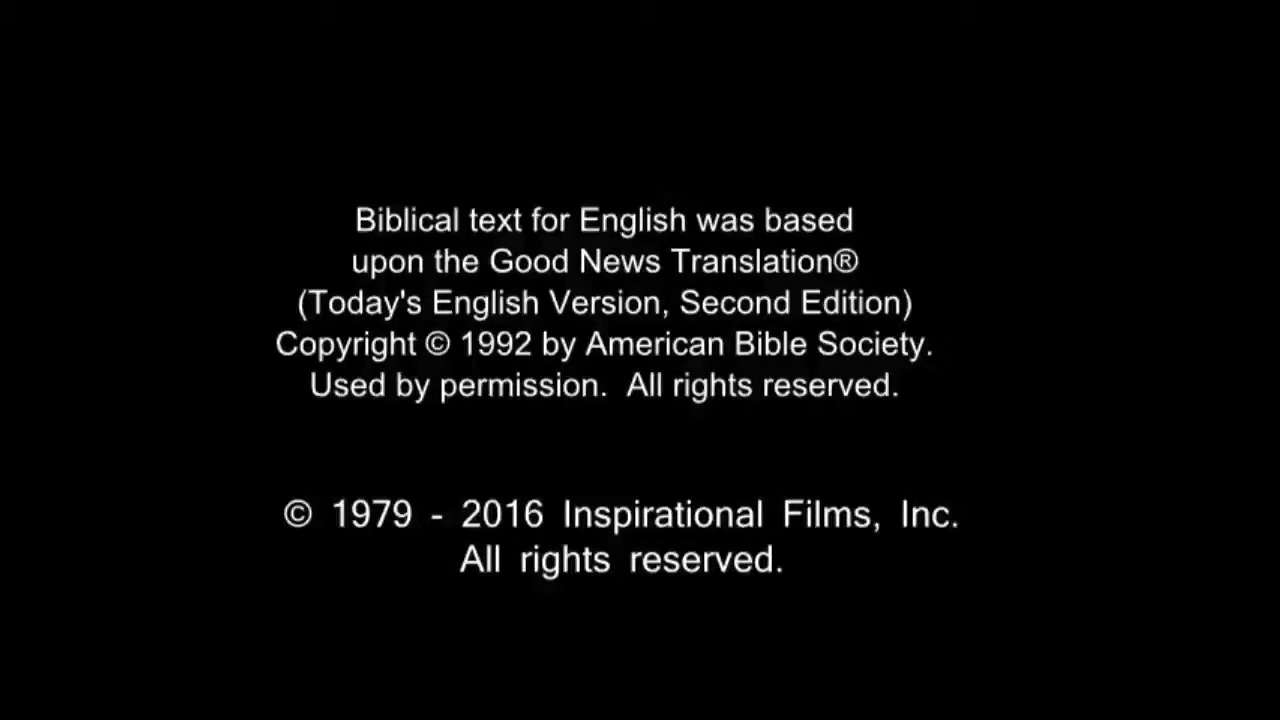 Biblical text for English was based
upon the Good News Translation®
(Today's English Version, Second Edition)
Copyright © 1992 by American Bible Society.
Used by permission.  All rights reserved.
© 1979 - 2016 Inspirational Films, Inc.
All rights reserved.